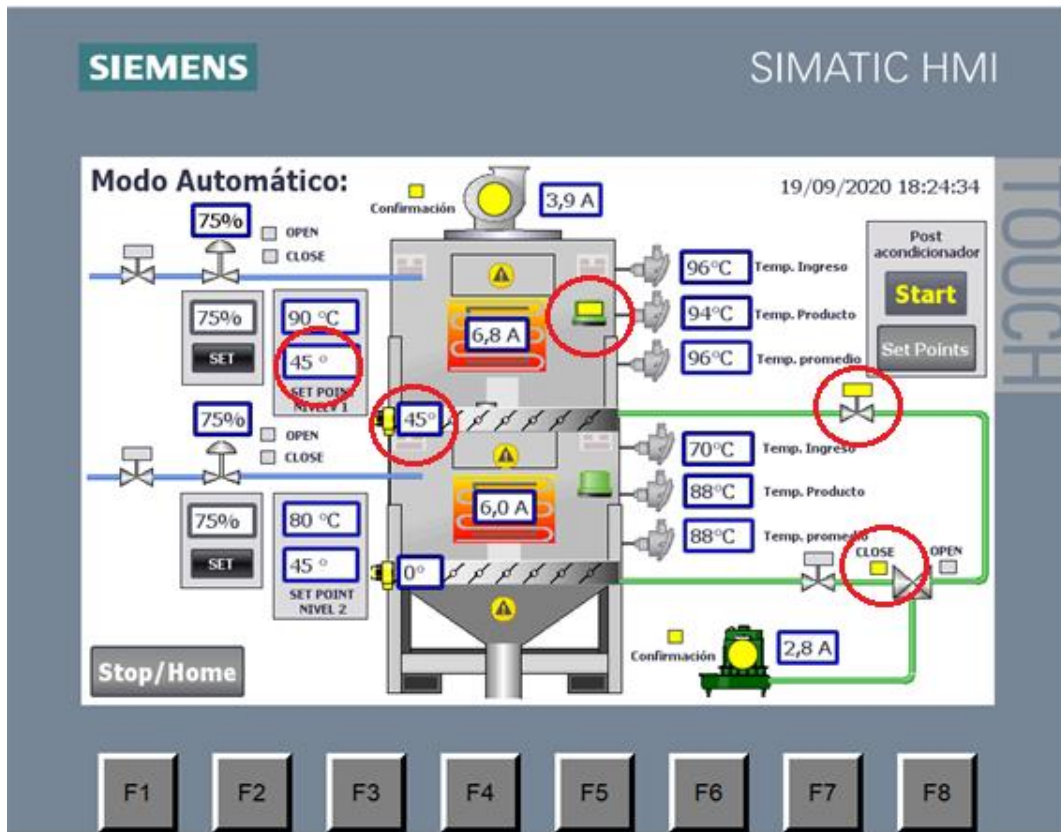 SIEMENS
SIMATIC HMI
TOUCH
Modo Automático:
19/09/2020 18:24:34
Confirmación
3,9 A
75%
OPEN
CLOSE
Post
acondicionador
Start
Set Points
96°C Temp. Ingreso
94°C Temp. Producto
96°C Temp. promedio
75%
SET
90 °C
45 °
SET POINT
NIVELV 1
6,8 A
45°
75%
OPEN
CLOSE
70°C Temp. Ingreso
88°C Temp. Producto
88°C Temp. promedio
75%
SET
80 °C
45 °
SET POINT
NIVEL 2
6,0 A
0°
CLOSE
OPEN
Confirmación
2,8 A
Stop/Home
F1 F2 F3 F4 F5 F6 F7 F8